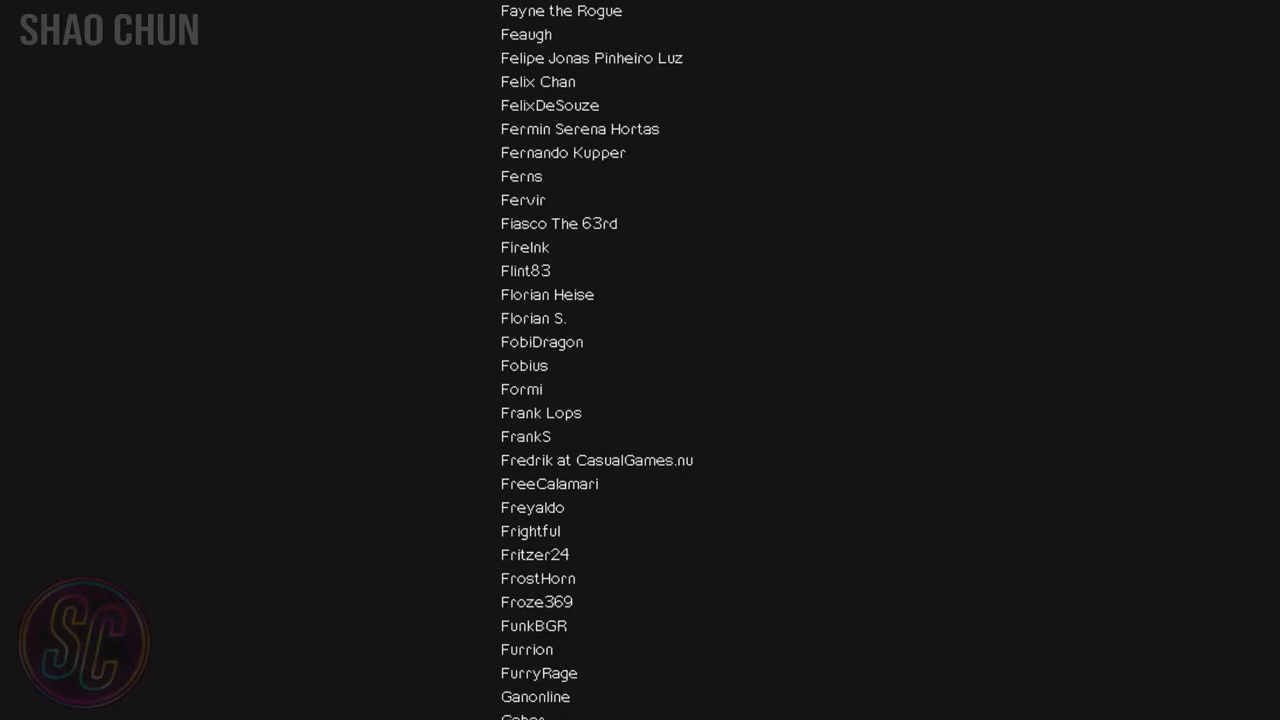 SHAO CHUN
Fayne the Rogue
Feaugh
Felipe Jonas Pinheiro Luz
Felix Chan
FelixDeSouze
Fermin Serena Hortas
Fernando Kupper
Ferns
Fervir
Fiasco The 63rd
FireInk
Flint83
Florian Heise
Florian S.
FobiDragon
Fobius
Formi
Frank Lops
FrankS
Fredrik at CasualGames.nu
FreeCalamari
Freyaldo
Frightful
Fritzer24
FrostHorn
Froze369
FunkBGR
Furrion
FurryRage
Ganonline
SC